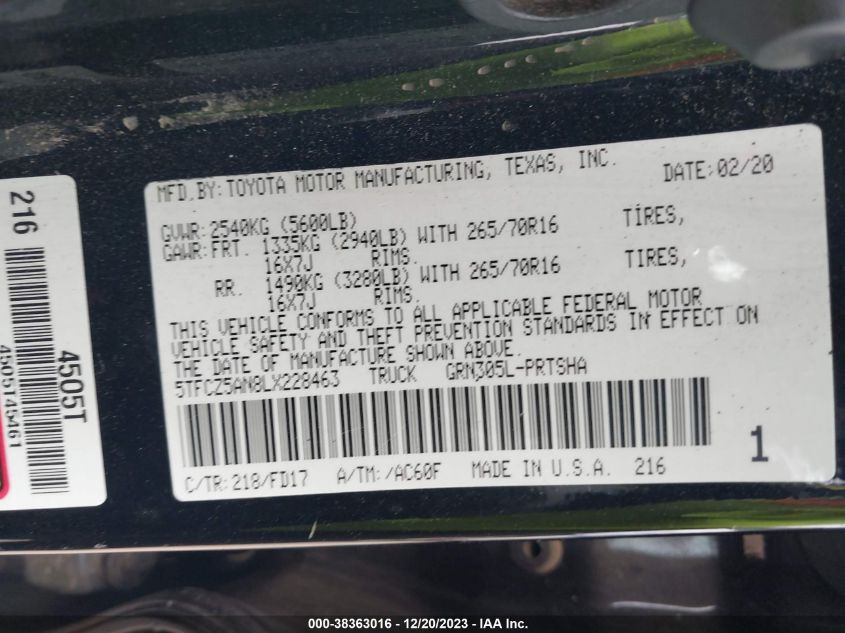 MFD.BY: TOYOTA MOTOR MANUFACTURING, TEXAS, INC. DATE: 02/20
GVWR: 2540KG (5600LB)
GAWR: FRT. 1335KG (2940LB) WITH 265/70R16 TIRES,
16X7J RIMS.
RR. 1490KG (3280LB) WITH 265/70R16 TIRES,
16X7J RIMS.
THIS VEHICLE CONFORMS TO ALL APPLICABLE FEDERAL MOTOR
VEHICLE SAFETY AND THEFT PREVENTION STANDARDS IN EFFECT ON
THE DATE OF MANUFACTURE SHOWN ABOVE.
5TFCZ5AN8LX228463 TRUCK GRN305L-PRTSHA
C/TR: 218/FD17 A/TM: /AC60F MADE IN U.S.A. 216
1
216
4505T
4505T45461
000-38363016 - 12/20/2023 - IAA Inc.